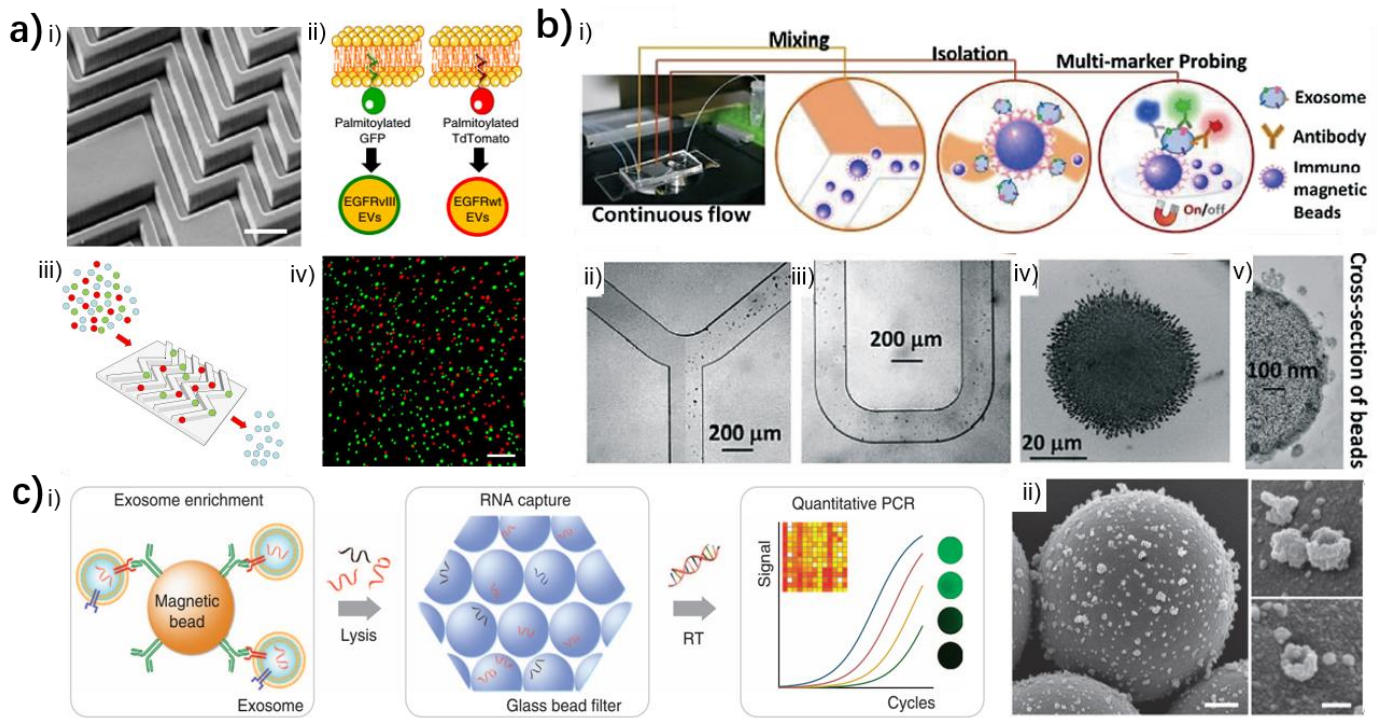 a)
i)
ii)
Palmitoylated
GFP
Palmitoylated
TdTomato
EGFRvIII
EVs
EGFRwt
EVs
iii)
iv)
b)
i)
Mixing
Isolation
Multi-marker Probing
Continuous flow
On/off
Exosome
Antibody
Immuno
magnetic
Beads
ii)
200 µm
iii)
200 µm
iv)
20 µm
v)
100 nm
Cross-section of beads
c)
i)
Exosome enrichment
Magnetic
bead
Exosome
Lysis
RNA capture
Glass bead filter
RT
Quantitative PCR
Signal
Cycles
ii)